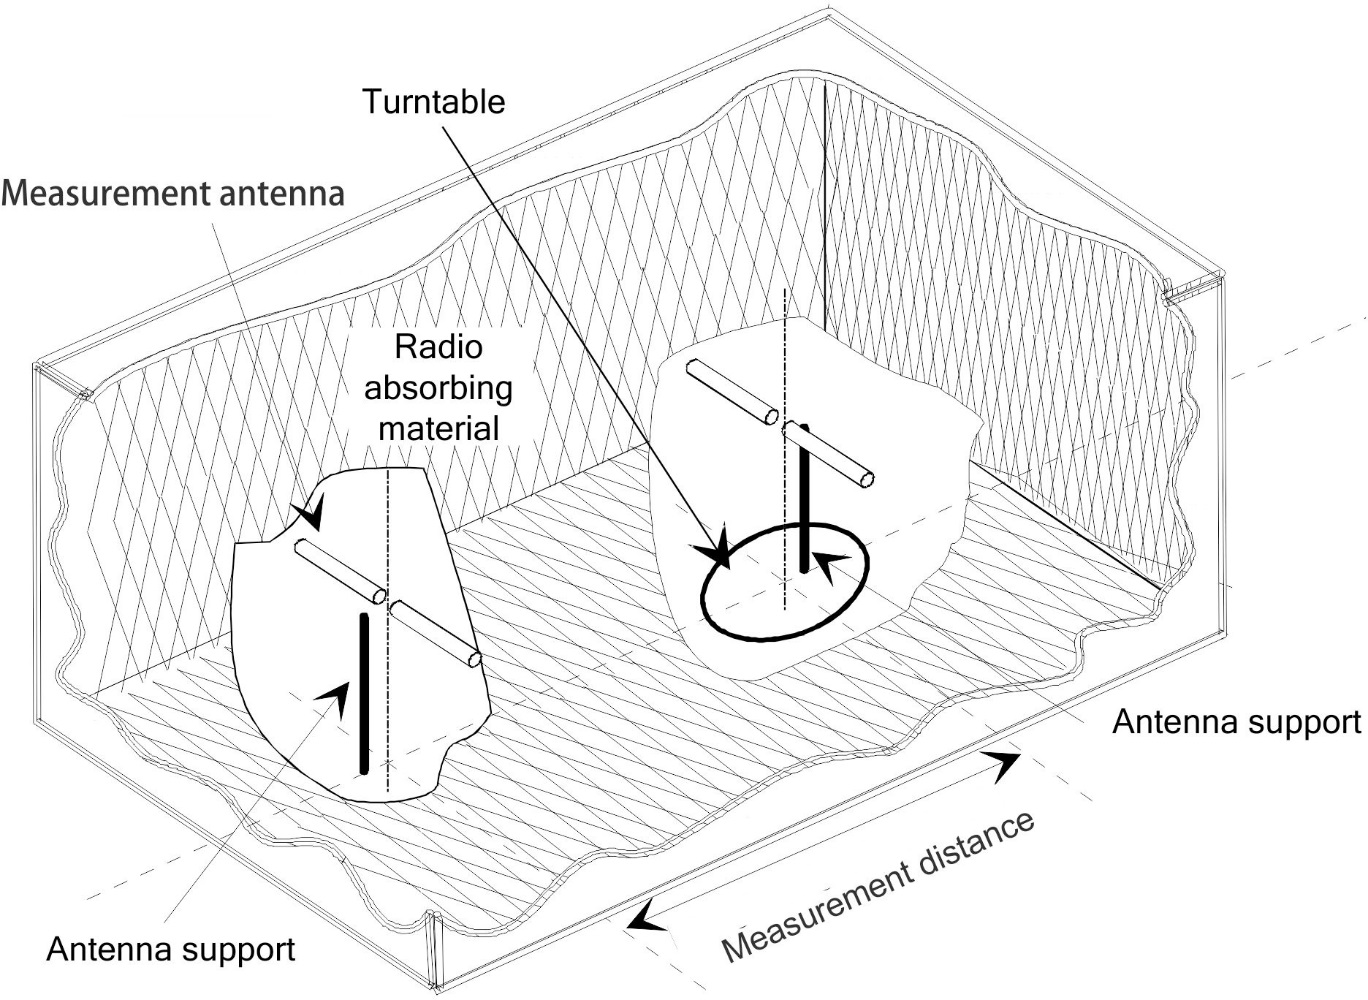 Turntable
Measurement antenna
Radio
absorbing
material
Antenna support
Measurement distance
Antenna support